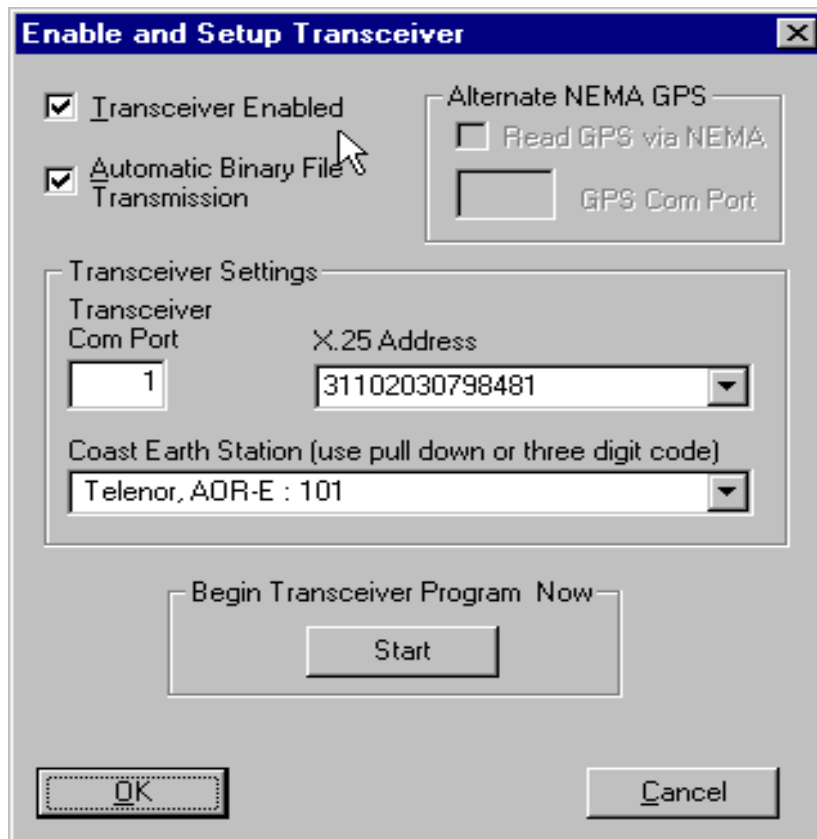 Enable and Setup Transceiver
Transceiver Enabled
Automatic Binary File
Transmission
Alternate NEMA GPS
Read GPS via NEMA
GPS Com Port
Transceiver Settings
Transceiver
Com Port
1
X.25 Address
31102030798481
Coast Earth Station (use pull down or three digit code)
Telenor, AOR-E : 101
Begin Transceiver Program Now
Start
OK
Cancel